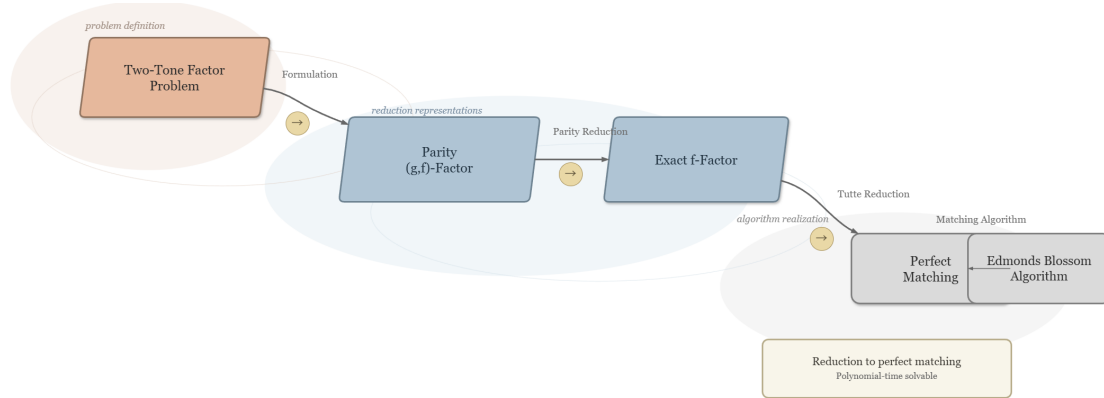 problem definition
Two-Tone Factor
Problem
Formulation
→
reduction representations
Parity
(g,f)-Factor
Parity Reduction
→
Exact f-Factor
Tutte Reduction
algorithm realization
→
Matching Algorithm
Perfect
Matching
Edmonds Blossom
Algorithm
Reduction to perfect matching
Polynomial-time solvable